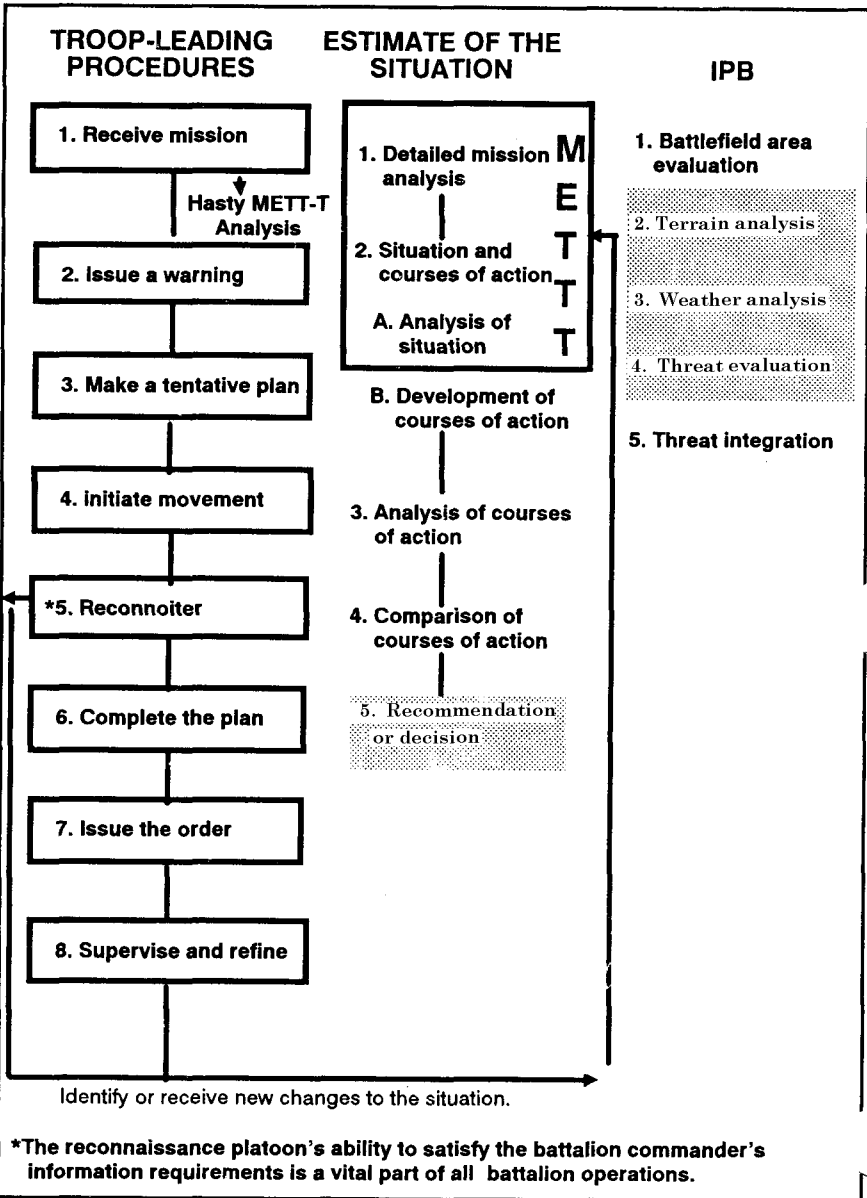 TROOP-LEADING
PROCEDURES
1. Receive mission
Hasty METT-T
Analysis
2. Issue a warning
3. Make a tentative plan
4. initiate movement
*5. Reconnoiter
6. Complete the plan
7. Issue the order
8. Supervise and refine
ESTIMATE OF THE
SITUATION
1. Detailed mission
analysis
2. Situation and
courses of action
A. Analysis of
situation
M
E
T
T
T
B. Development of
courses of action
3. Analysis of courses
of action
4. Comparison of
courses of action
5. Recommendation
or decision
IPB
1. Battlefield area
evaluation
2. Terrain analysis
3. Weather analysis
4. Threat evaluation
5. Threat integration
Identify or receive new changes to the situation.
*The reconnaissance platoon's ability to satisfy the battalion commander's
information requirements is a vital part of all battalion operations.